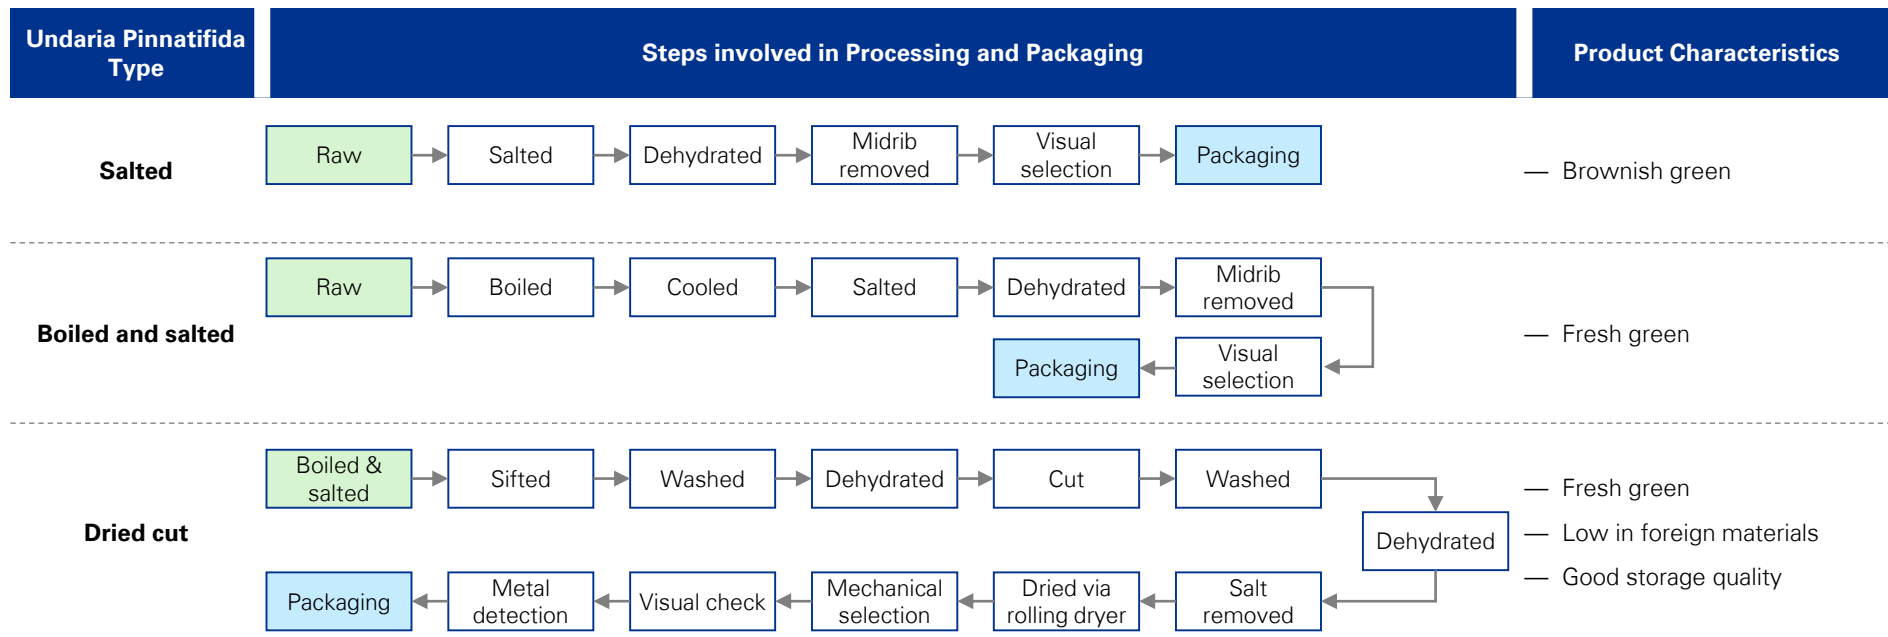 Undaria Pinnatifida
Type
Steps involved in Processing and Packaging
Product Characteristics
Salted
Raw
Salted
Dehydrated
Midrib
removed
Visual
selection
Packaging
— Brownish green
Boiled and salted
Raw
Boiled
Cooled
Salted
Dehydrated
Midrib
removed
Visual
selection
Packaging
— Fresh green
Dried cut
Boiled &
salted
Sifted
Washed
Dehydrated
Cut
Washed
Dehydrated
Salt
removed
Dried via
rolling dryer
Mechanical
selection
Visual check
Metal
detection
Packaging
— Fresh green
— Low in foreign materials
— Good storage quality